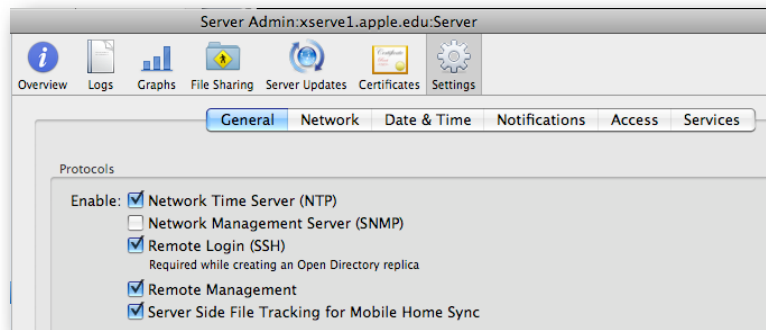 Server Admin:xserve1.apple.edu:Server
Overview Logs Graphs File Sharing Server Updates Certificates Settings
General Network Date & Time Notifications Access Services
Protocols
Enable: Network Time Server (NTP)
Network Management Server (SNMP)
Remote Login (SSH)
Required while creating an Open Directory replica
Remote Management
Server Side File Tracking for Mobile Home Sync